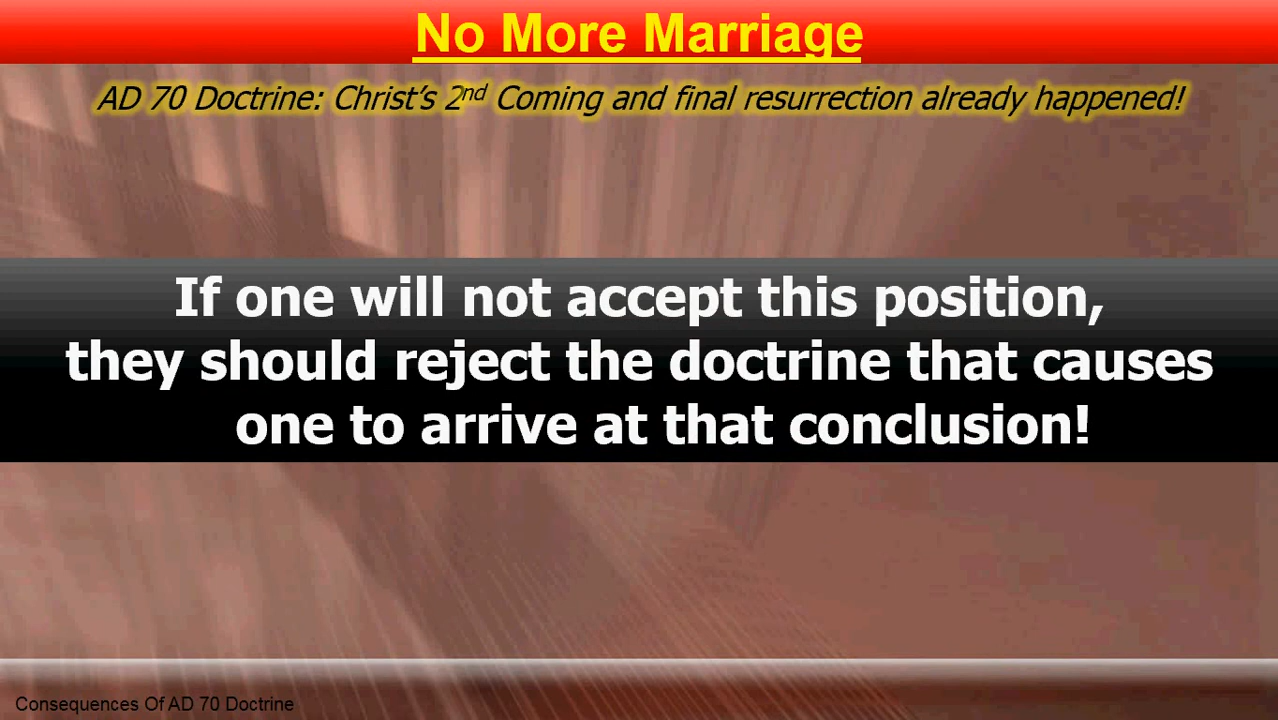 No More Marriage
AD 70 Doctrine: Christ's 2nd Coming and final resurrection already happened!
If one will not accept this position,
they should reject the doctrine that causes
one to arrive at that conclusion!
Consequences Of AD 70 Doctrine